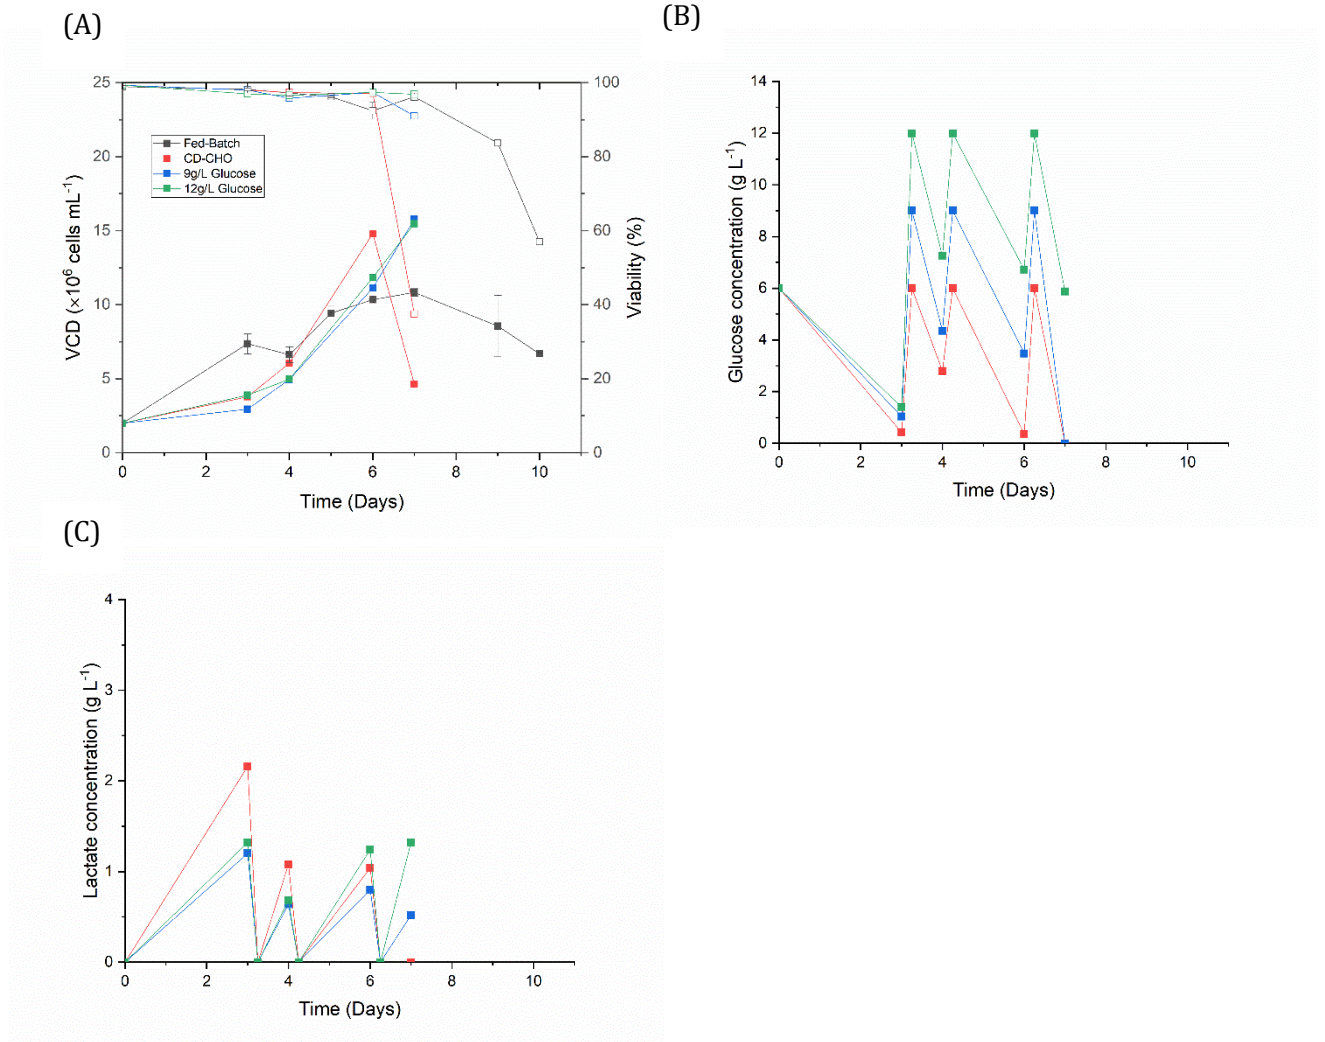 (A)
25
20
15
10
5
0
VCD (×10⁶ cells mL⁻¹)
Fed-Batch
CD-CHO
9g/L Glucose
12g/L Glucose
100
80
60
40
20
0
Viability (%)
0 2 4 6 8 10
Time (Days)
(B)
14
12
10
8
6
4
2
0
Glucose concentration (g L⁻¹)
0 2 4 6 8 10
Time (Days)
(C)
4
3
2
1
0
Lactate concentration (g L⁻¹)
0 2 4 6 8 10
Time (Days)